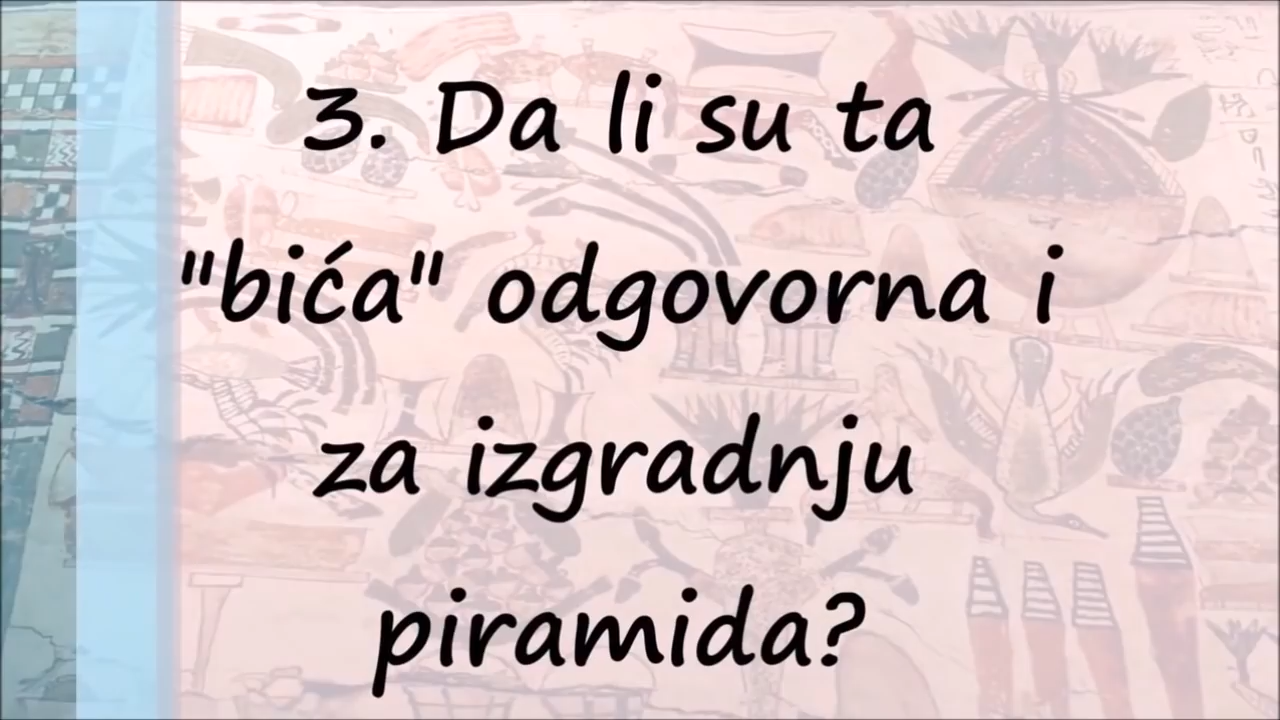 3. Da li su ta
"bića" odgovorna i
za izgradnju
piramida?